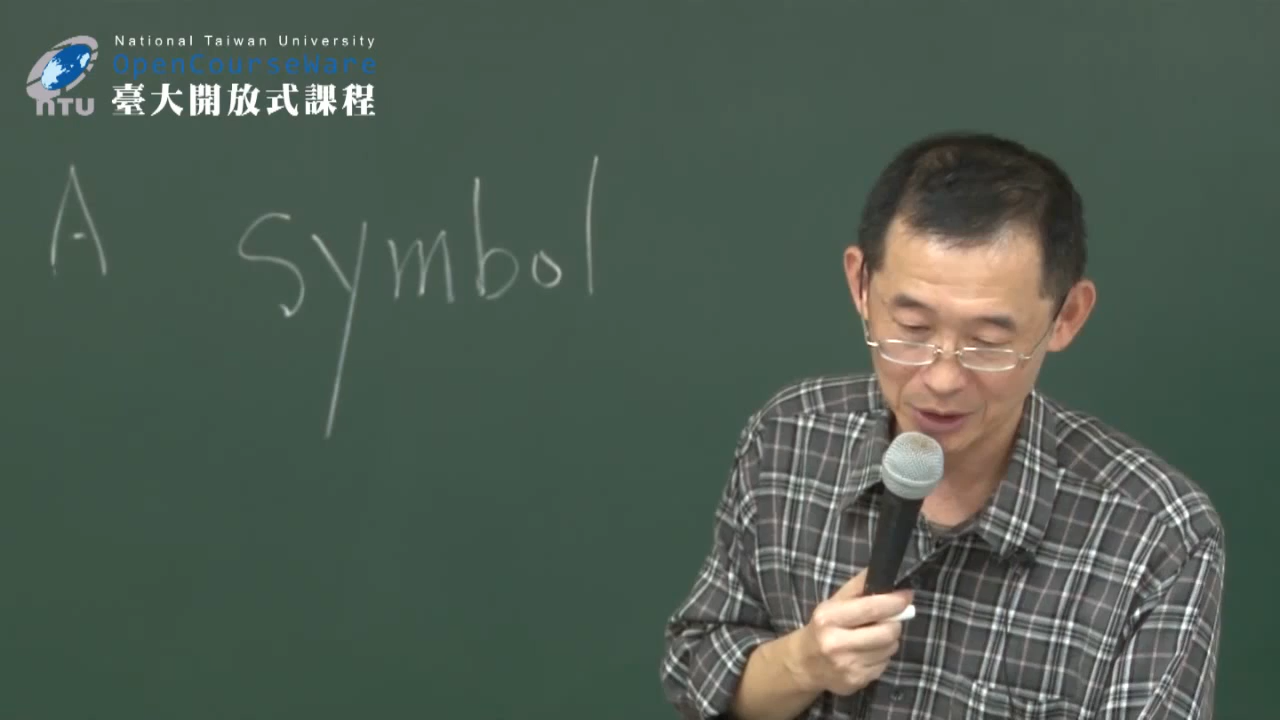 National Taiwan University
OpenCourseWare
NTU 臺大開放式課程
A symbol